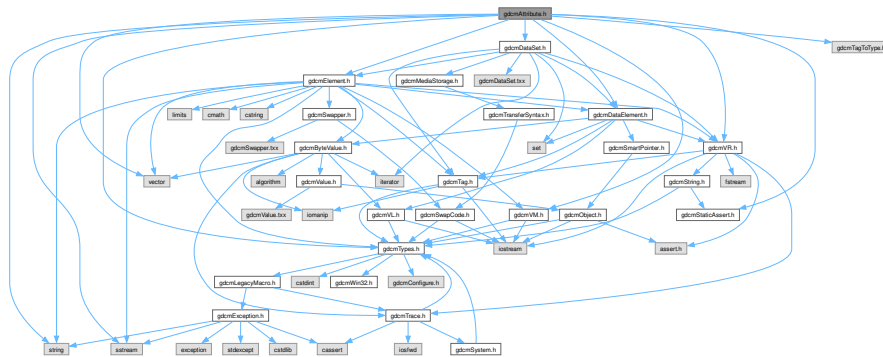 gdcmAttribute.h
gdcmDataSet.h
gdcmTagToType.h
gdcmElement.h
gdcmMediaStorage.h
gdcmDataSet.txx
limits
cmath
cstring
gdcmSwapper.h
gdcmTransferSyntax.h
gdcmDataElement.h
gdcmSwapper.txx
gdcmByteValue.h
set
gdcmSmartPointer.h
gdcmVR.h
vector
algorithm
gdcmValue.h
iterator
gdcmTag.h
gdcmString.h
fstream
gdcmValue.txx
iomanip
gdcmVL.h
gdcmSwapCode.h
gdcmVM.h
gdcmObject.h
gdcmStaticAssert.h
gdcmTypes.h
iostream
assert.h
gdcmLegacyMacro.h
cstdint
gdcmWin32.h
gdcmConfigure.h
gdcmException.h
gdcmTrace.h
string
sstream
exception
stdexcept
cstdlib
cassert
iosfwd
gdcmSystem.h